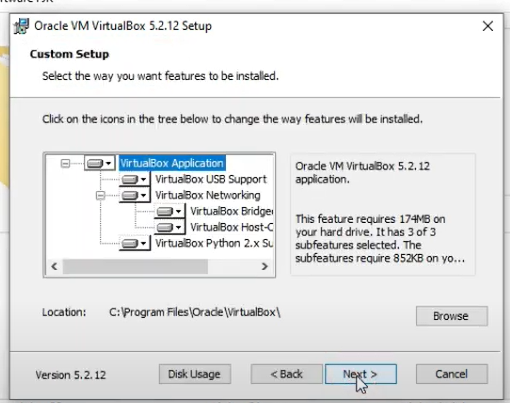 Oracle VM VirtualBox 5.2.12 Setup
Custom Setup
Select the way you want features to be installed.
Click on the icons in the tree below to change the way features will be installed.
VirtualBox Application
VirtualBox USB Support
VirtualBox Networking
VirtualBox Bridge
VirtualBox Host-C
VirtualBox Python 2.x Su
Oracle VM VirtualBox 5.2.12
application.
This feature requires 174MB on
your hard drive. It has 3 of 3
subfeatures selected. The
subfeatures require 852KB on yo...
Location: C:\Program Files\Oracle\VirtualBox\
Browse
Version 5.2.12
Disk Usage
< Back
Next >
Cancel